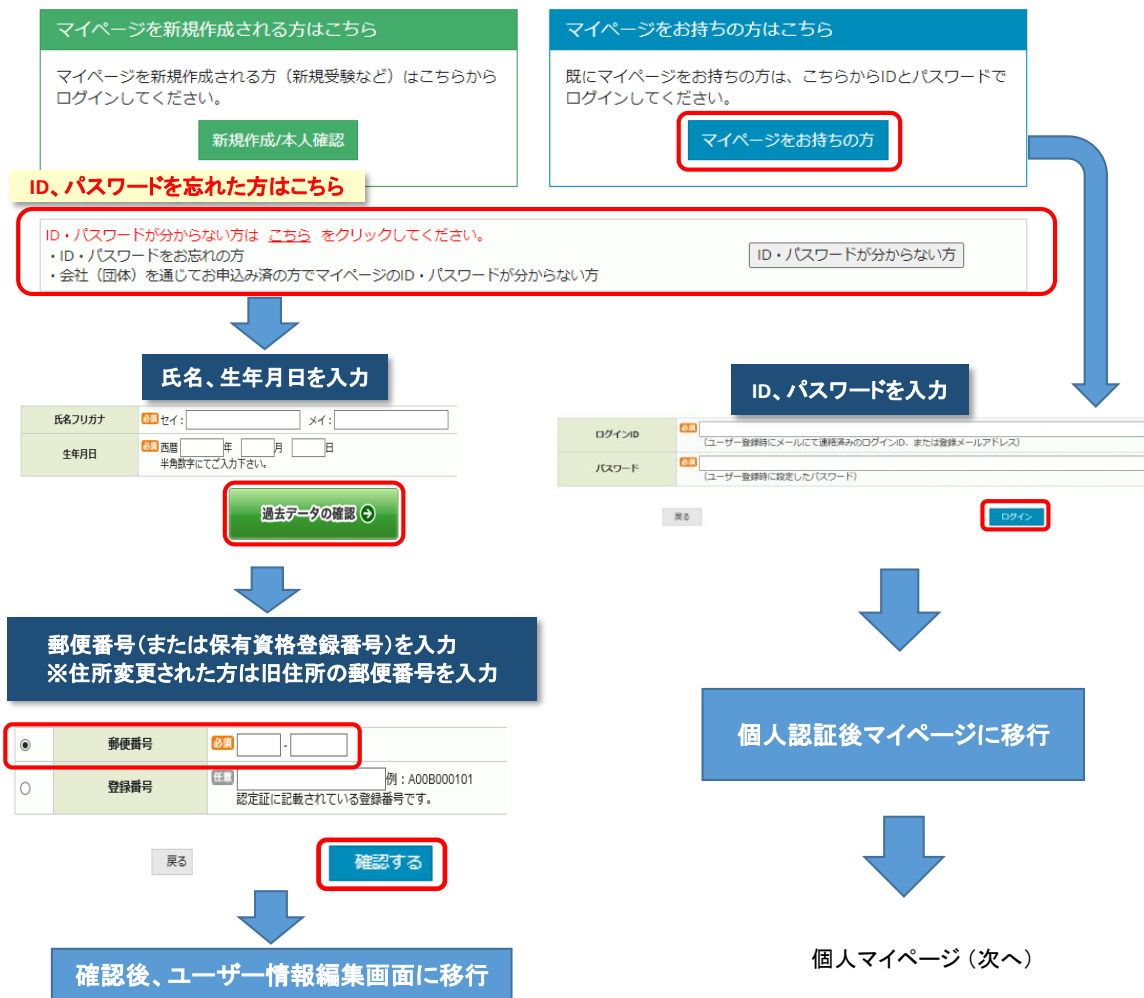 マイページを新規作成される方はこちら
マイページを新規作成される方（新規受験など）はこちらから
ログインしてください。
新規作成/本人確認
マイページをお持ちの方はこちら
既にマイページをお持ちの方は、こちらからIDとパスワードで
ログインしてください。
マイページをお持ちの方
ID、パスワードを忘れた方はこちら
ID・パスワードが分からない方は こちら をクリックしてください。
・ID・パスワードをお忘れの方
・会社（団体）を通じてお申込み済の方でマイページのID・パスワードが分からない方
ID・パスワードが分からない方
氏名、生年月日を入力
氏名フリガナ 必須 セイ： メイ：
生年月日 必須 西暦 年 月 日
半角数字にてご入力下さい。
過去データの確認
郵便番号（または保有資格登録番号）を入力
※住所変更された方は旧住所の郵便番号を入力
郵便番号 必須 -
登録番号 任意 例：A00B000101
認定証に記載されている登録番号です。
戻る 確認する
確認後、ユーザー情報編集画面に移行
ID、パスワードを入力
ログインID 必須
（ユーザー登録時にメールにて連絡済みのログインID、または登録メールアドレス）
パスワード 必須
（ユーザー登録時に設定したパスワード）
戻る ログイン
個人認証後マイページに移行
個人マイページ（次へ）